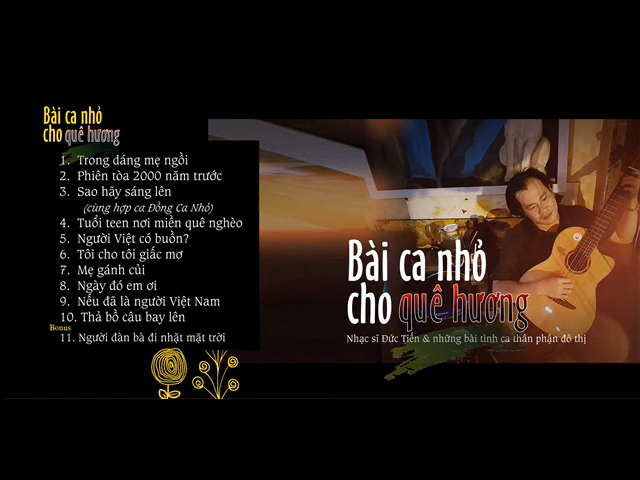 Bài ca nhỏ
cho quê hương
1. Trong dáng mẹ ngồi
2. Phiên tòa 2000 năm trước
3. Sao hãy sáng lên
(cùng hợp ca Đồng Ca Nhỏ)
4. Tuổi teen nơi miền quê nghèo
5. Người Việt có buồn?
6. Tôi cho tôi giấc mơ
7. Mẹ gánh củi
8. Ngày đó em ơi
9. Nếu đã là người Việt Nam
10. Thả bồ câu bay lên
Bonus
11. Người đàn bà đi nhặt mặt trời
Bài ca nhỏ
cho quê hương
Nhạc sĩ Đức Tiến & những bài tình ca thân phận đô thị